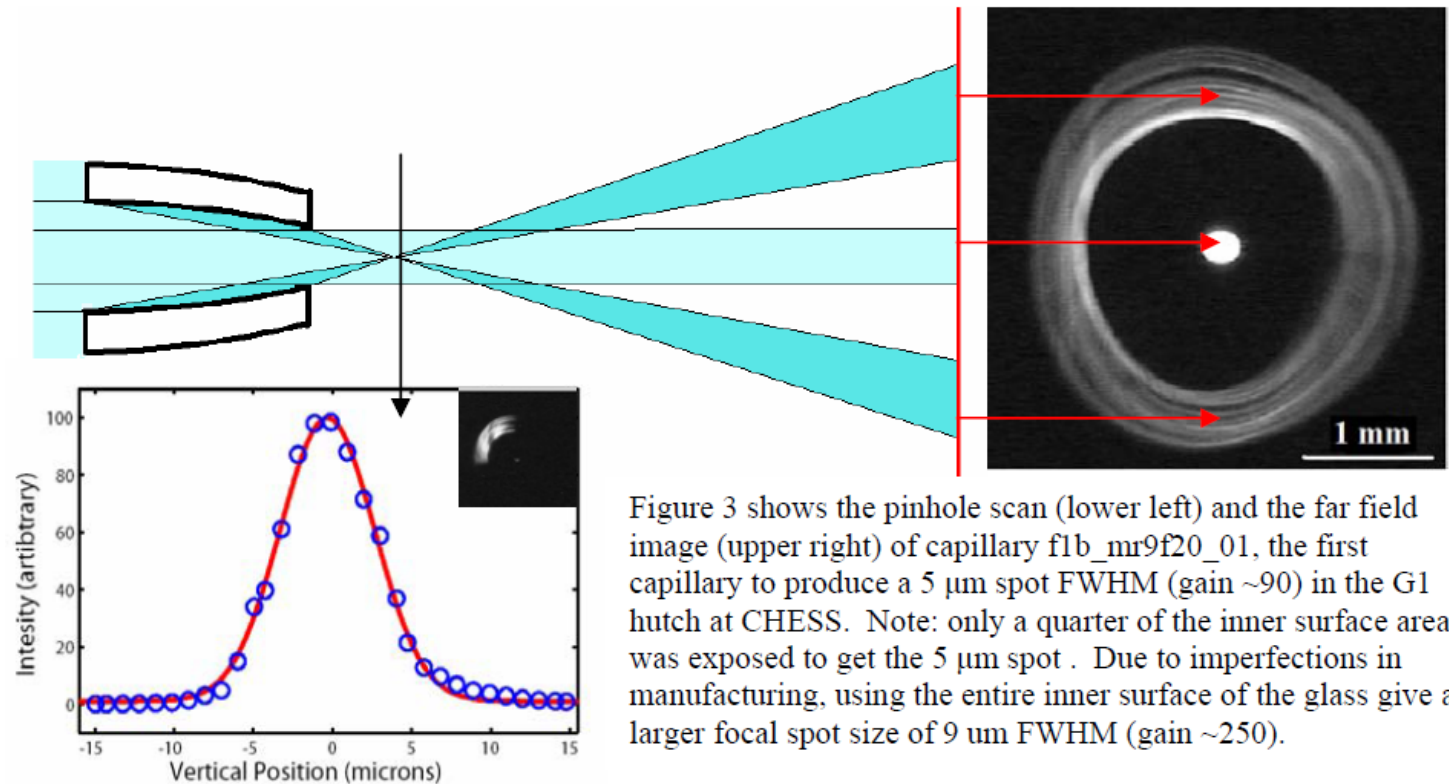 1 mm
100
80
60
40
20
0
Intesity (artibtrary)
-15
-10
-5
0
5
10
15
Vertical Position (microns)
Figure 3 shows the pinhole scan (lower left) and the far field
image (upper right) of capillary f1b_mr9f20_01, the first
capillary to produce a 5 μm spot FWHM (gain ~90) in the G1
hutch at CHESS.  Note: only a quarter of the inner surface area
was exposed to get the 5 μm spot .  Due to imperfections in
manufacturing, using the entire inner surface of the glass give a
larger focal spot size of 9 um FWHM (gain ~250).